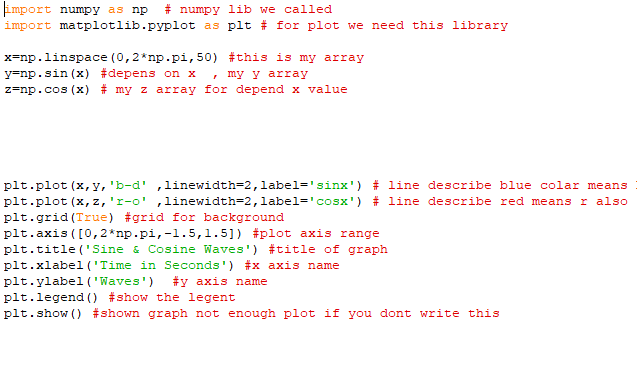 import numpy as np  # numpy lib we called
import matplotlib.pyplot as plt # for plot we need this library
x=np.linspace(0,2*np.pi,50) #this is my array
y=np.sin(x) #depens on x  , my y array
z=np.cos(x) # my z array for depend x value
plt.plot(x,y,'b-d' ,linewidth=2,label='sinx') # line describe blue colar means
plt.plot(x,z,'r-o' ,linewidth=2,label='cosx') # line describe red means r also
plt.grid(True) #grid for background
plt.axis([0,2*np.pi,-1.5,1.5]) #plot axis range
plt.title('Sine & Cosine Waves') #title of graph
plt.xlabel('Time in Seconds') #x axis name
plt.ylabel('Waves')  #y axis name
plt.legend() #show the legent
plt.show() #shown graph not enough plot if you dont write this